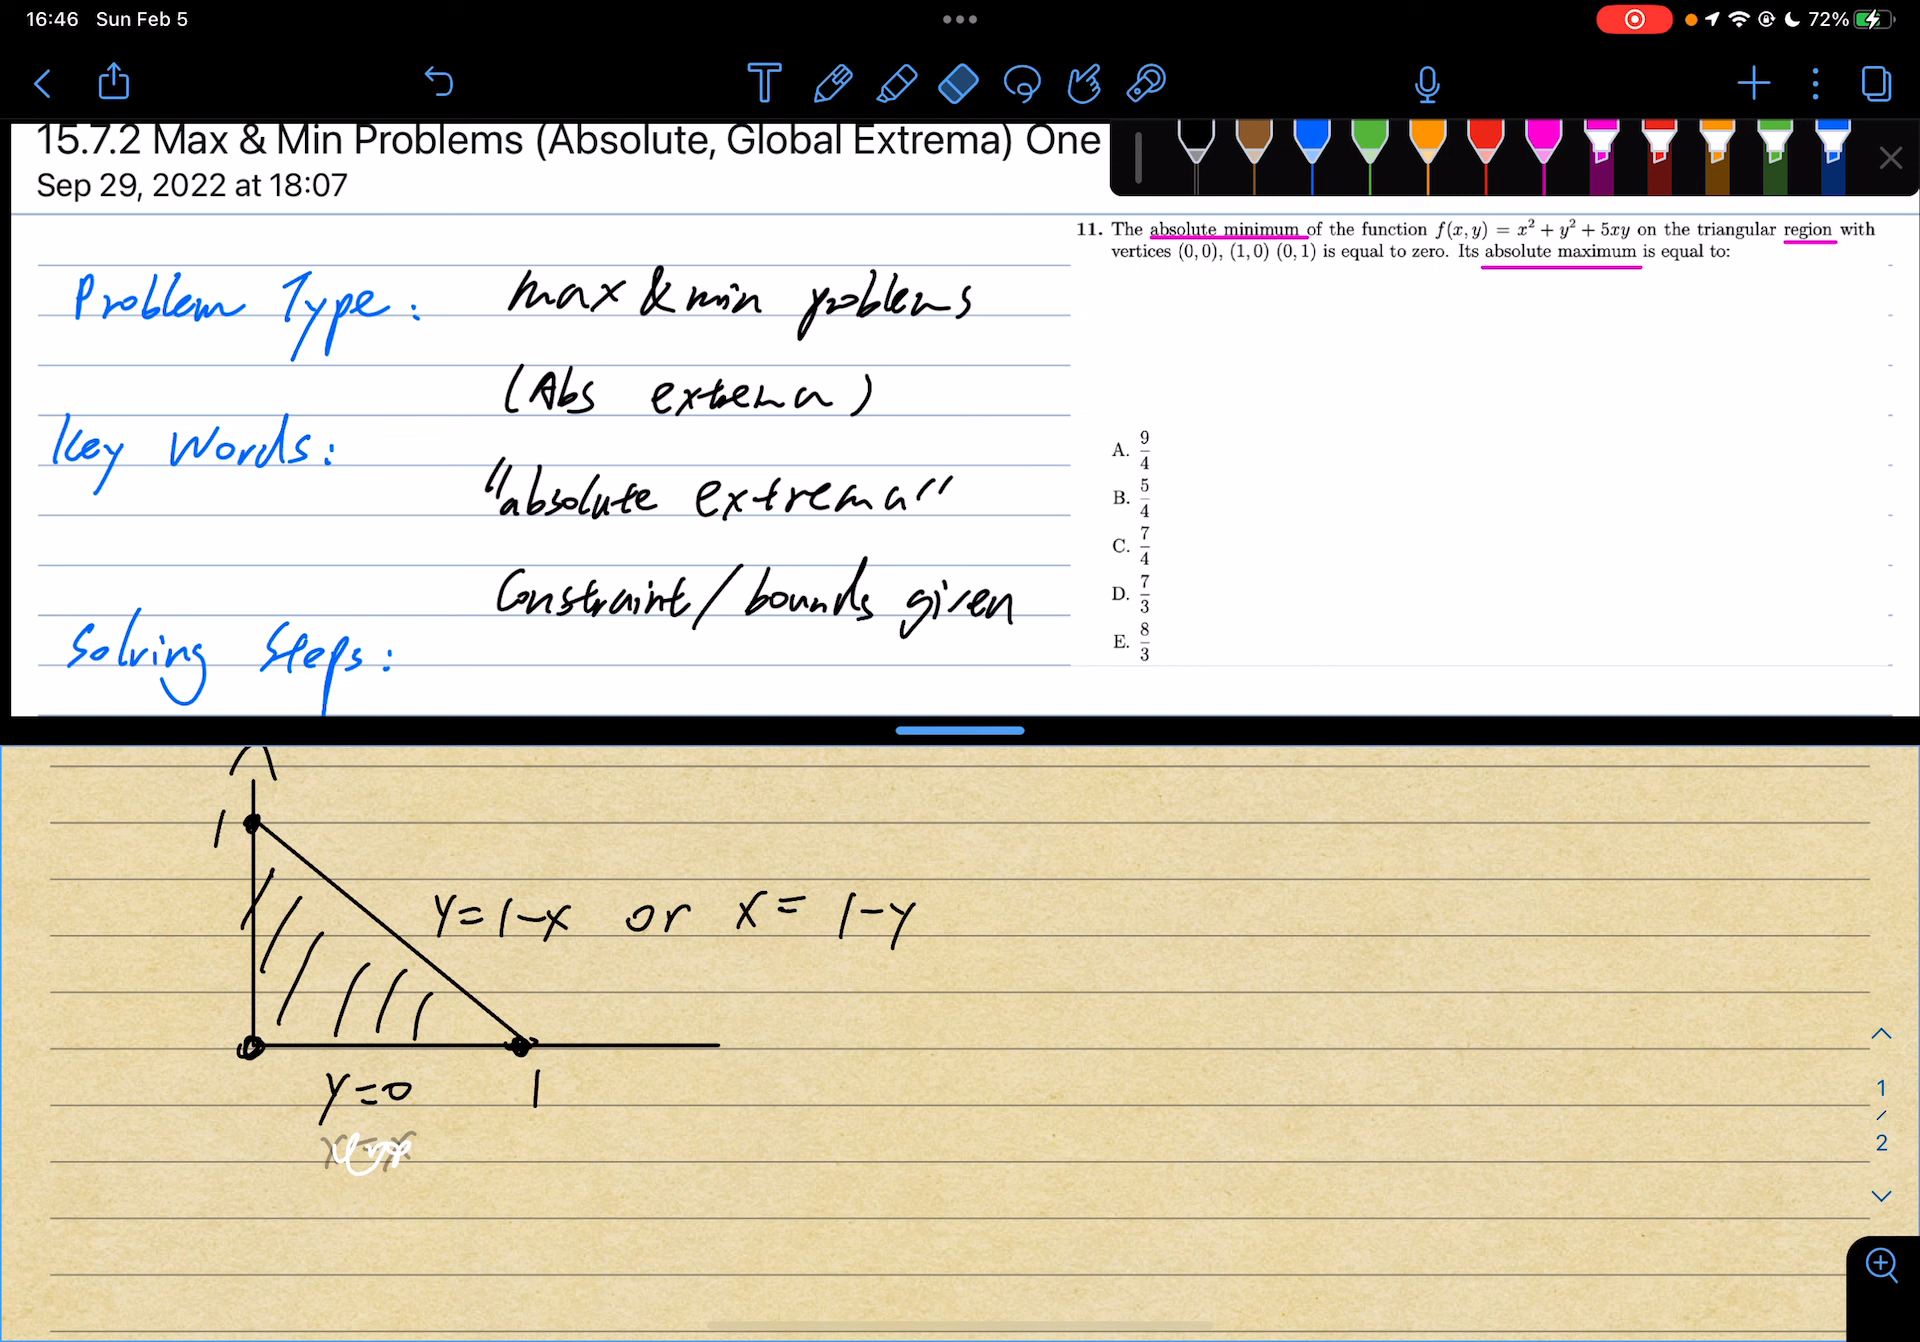 16:46 Sun Feb 5
72%
15.7.2 Max & Min Problems (Absolute, Global Extrema) One
Sep 29, 2022 at 18:07
Problem Type: max & min problems
(Abs extrema)
Key Words:
"absolute extrema"
Constraint/bounds given
Solving Steps:
11. The absolute minimum of the function f(x, y) = x² + y² + 5xy on the triangular region with
vertices (0,0), (1,0) (0,1) is equal to zero. Its absolute maximum is equal to:
A. 9/4
B. 5/4
C. 7/4
D. 7/3
E. 8/3
1
y=1-x or x=1-y
y=0 1
1
/
2